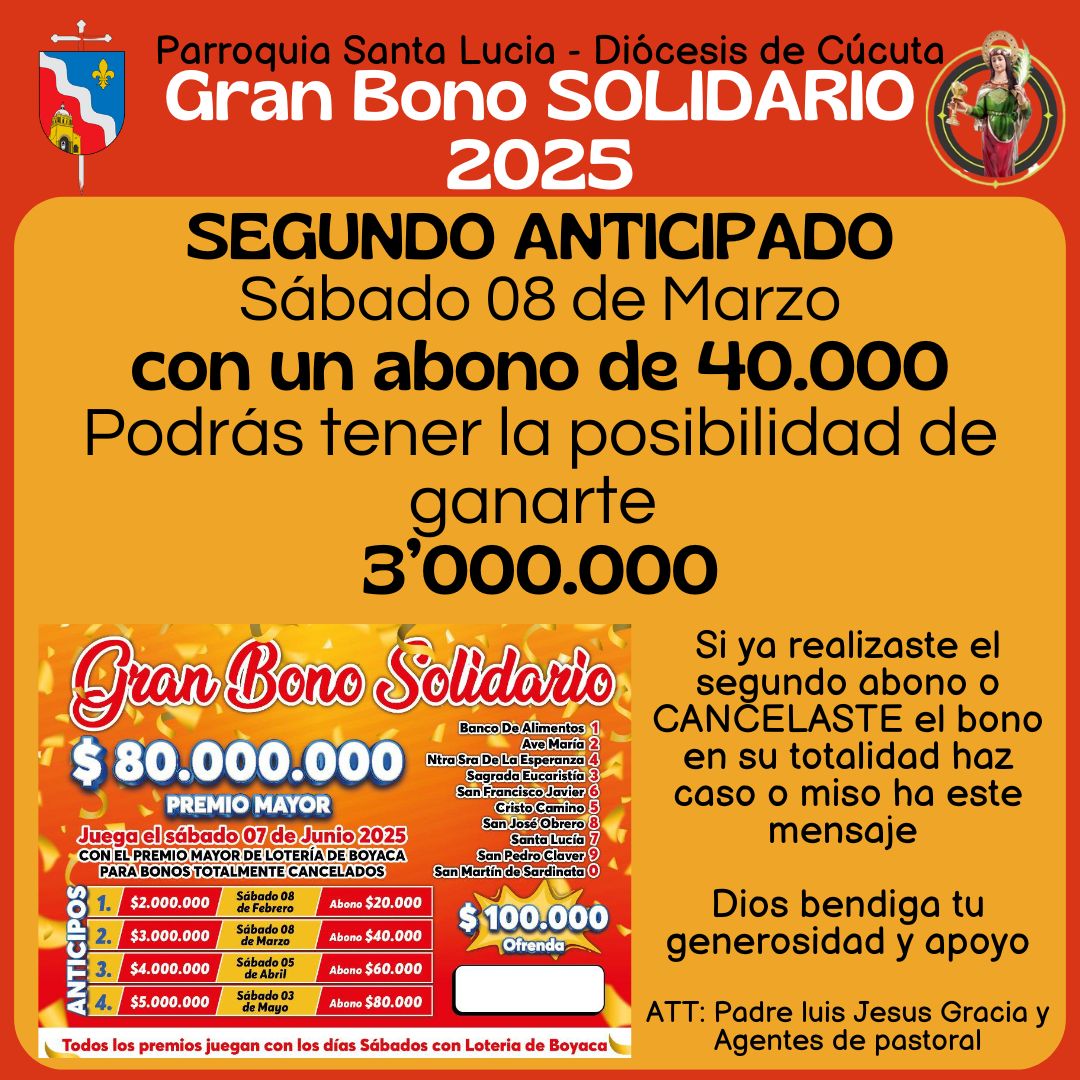 Parroquia Santa Lucia - Diócesis de Cúcuta
Gran Bono SOLIDARIO
2025
SEGUNDO ANTICIPADO
Sábado 08 de Marzo
con un abono de 40.000
Podrás tener la posibilidad de
ganarte
3’000.000
Gran Bono Solidario
$ 80.000.000
PREMIO MAYOR
Juega el sábado 07 de Junio 2025
CON EL PREMIO MAYOR DE LOTERÍA DE BOYACA
PARA BONOS TOTALMENTE CANCELADOS
Banco De Alimentos 1
Ave María 2
Ntra Sra De La Esperanza 4
Sagrada Eucaristía 3
San Francisco Javier 6
Cristo Camino 5
San José Obrero 8
Santa Lucía 7
San Pedro Claver 9
San Martín de Sardinata 0
ANTICIPOS
1. $2.000.000 Sábado 08 de Febrero Abono $20.000
2. $3.000.000 Sábado 08 de Marzo Abono $40.000
3. $4.000.000 Sábado 05 de Abril Abono $60.000
4. $5.000.000 Sábado 03 de Mayo Abono $80.000
$ 100.000
Ofrenda
Todos los premios juegan con los días Sábados con Loteria de Boyaca
Si ya realizaste el
segundo abono o
CANCELASTE el bono
en su totalidad haz
caso o miso ha este
mensaje
Dios bendiga tu
generosidad y apoyo
ATT: Padre luis Jesus Gracia y
Agentes de pastoral